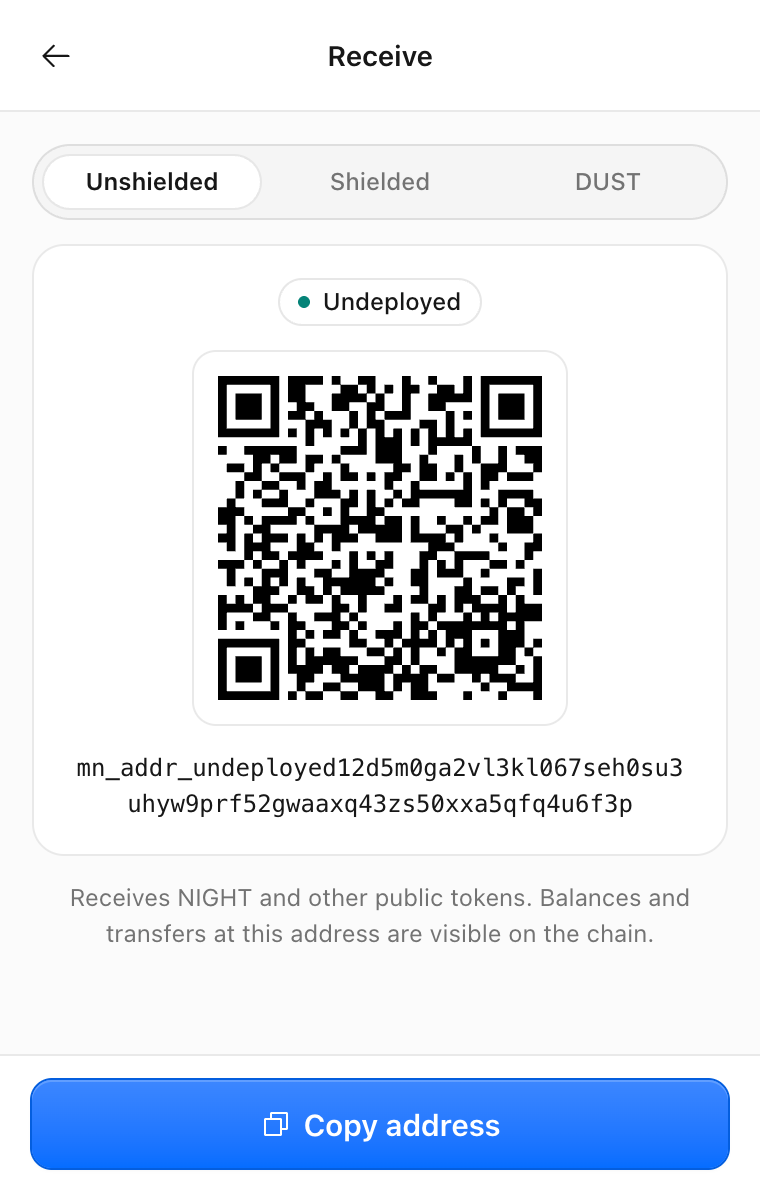 Receive
Unshielded
Shielded
DUST
Undeployed
mn_addr_undeployed12d5m0ga2vl3kl067seh0su3
uhyw9prf52gwaaxq43zs50xxa5qfq4u6f3p
Receives NIGHT and other public tokens. Balances and
transfers at this address are visible on the chain.
Copy address